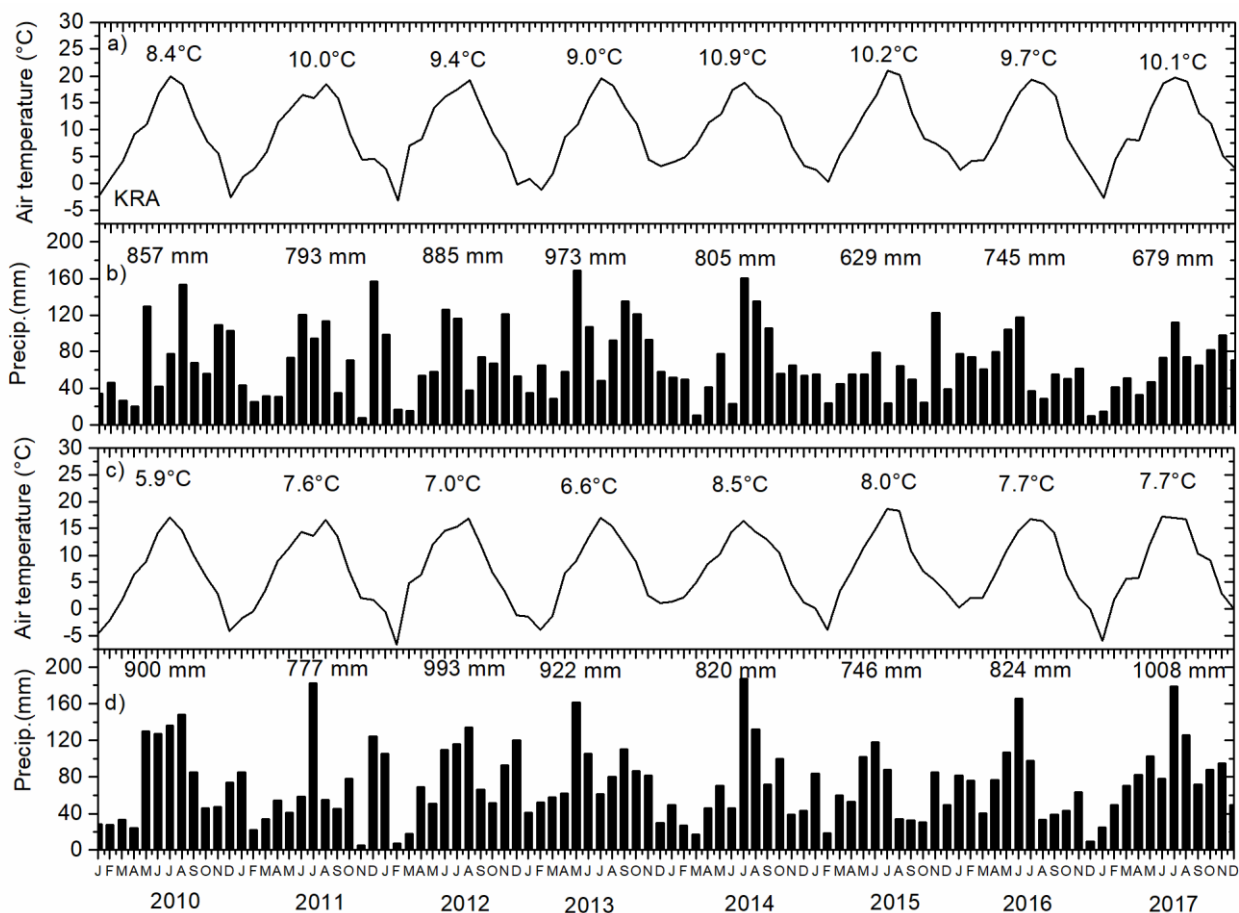 30
25
20
15
10
5
0
-5
Air temperature (°C)
a)
8.4°C 10.0°C 9.4°C 9.0°C 10.9°C 10.2°C 9.7°C 10.1°C
KRA
200
160
120
80
40
0
Precip.(mm)
b)
857 mm 793 mm 885 mm 973 mm 805 mm 629 mm 745 mm 679 mm
30
25
20
15
10
5
0
-5
Air temperature (°C)
c)
5.9°C 7.6°C 7.0°C 6.6°C 8.5°C 8.0°C 7.7°C 7.7°C
200
160
120
80
40
0
Precip.(mm)
d)
900 mm 777 mm 993 mm 922 mm 820 mm 746 mm 824 mm 1008 mm
J F M A M J J A S O N D J F M A M J J A S O N D J F M A M J J A S O N D J F M A M J J A S O N D J F M A M J J A S O N D J F M A M J J A S O N D J F M A M J J A S O N D J F M A M J J A S O N D
2010 2011 2012 2013 2014 2015 2016 2017